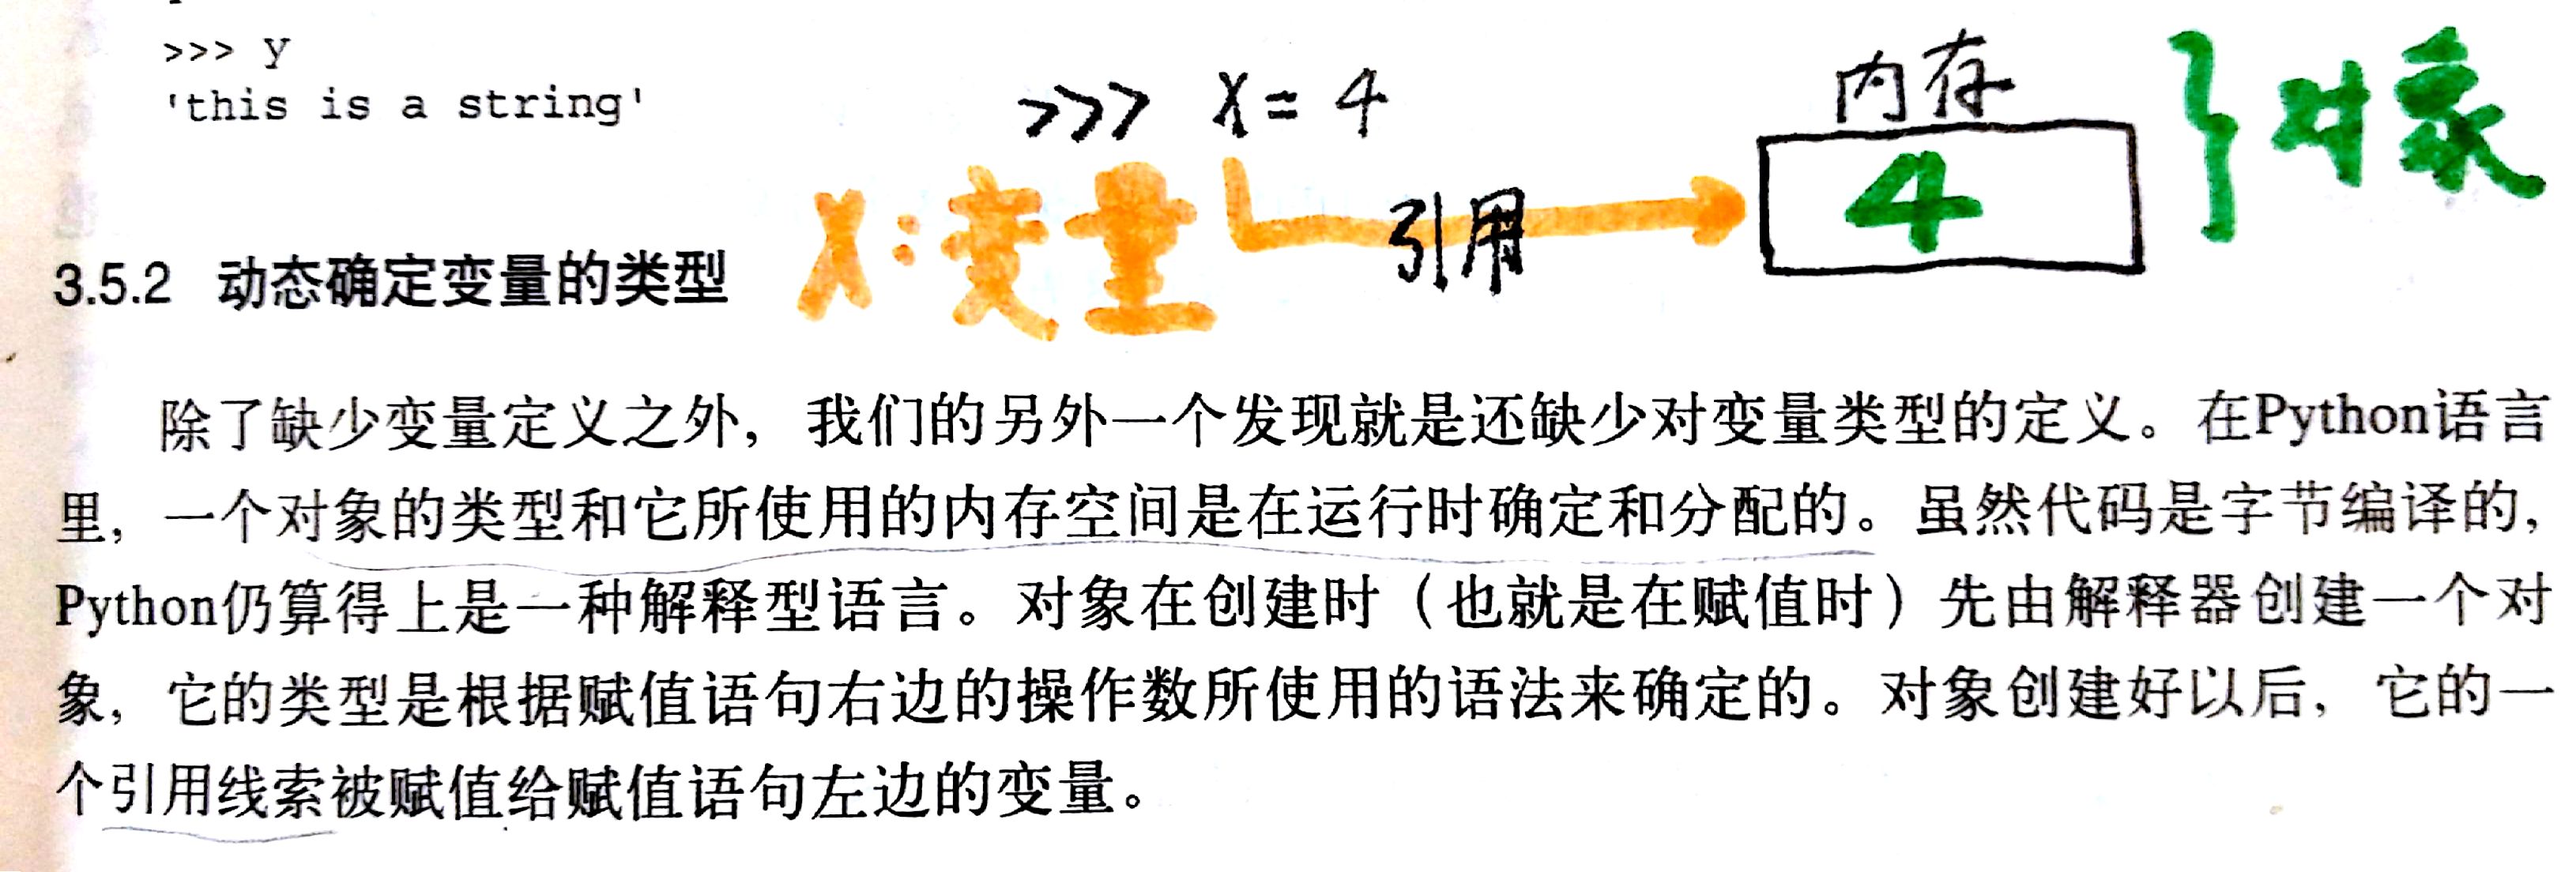 >>> y
'this is a string'
>>> X = 4
内存
4
对象
X:变量
引用
3.5.2 动态确定变量的类型
除了缺少变量定义之外，我们的另外一个发现就是还缺少对变量类型的定义。在Python语言
里，一个对象的类型和它所使用的内存空间是在运行时确定和分配的。虽然代码是字节编译的，
Python仍算得上是一种解释型语言。对象在创建时（也就是在赋值时）先由解释器创建一个对
象，它的类型是根据赋值语句右边的操作数所使用的语法来确定的。对象创建好以后，它的一
个引用线索被赋值给赋值语句左边的变量。